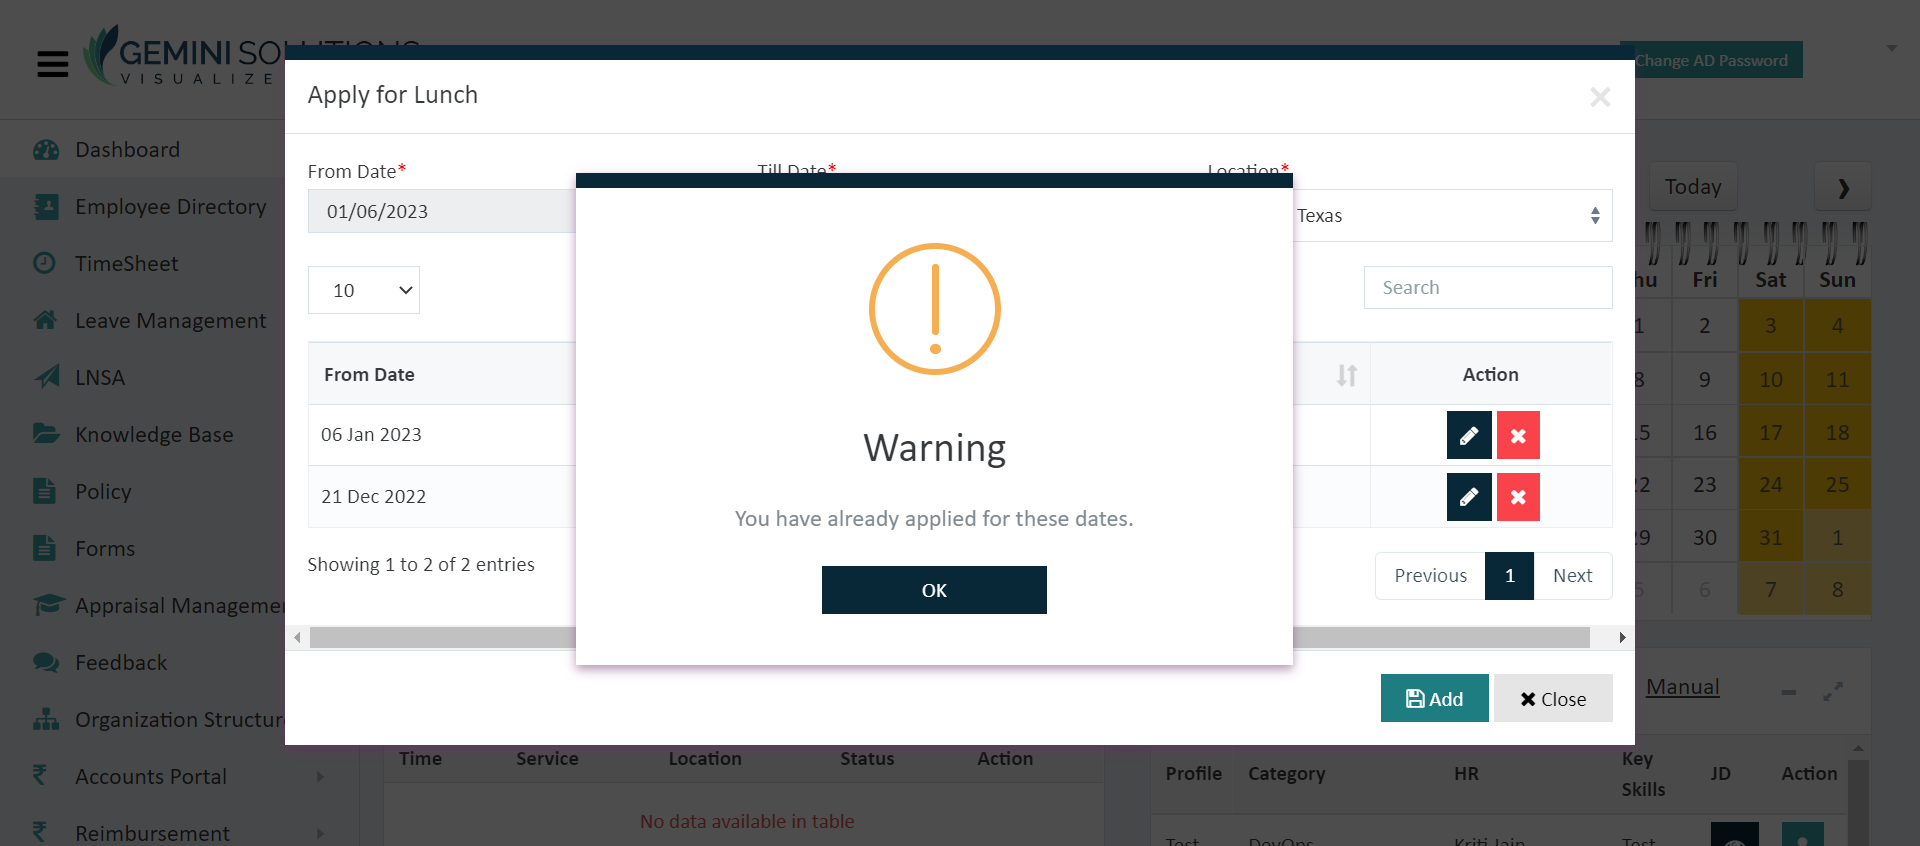 GEMINI SOLUTIONS
VISUALIZE
Change AD Password
Apply for Lunch
×
Dashboard
Employee Directory
TimeSheet
Leave Management
LNSA
Knowledge Base
Policy
Forms
Appraisal Managemen
Feedback
Organization Structure
Accounts Portal
Reimbursement
From Date*
Till Date*
Location*
01/06/2023
Texas
10
Search
From Date
Action
06 Jan 2023
21 Dec 2022
Showing 1 to 2 of 2 entries
Previous 1 Next
Warning
You have already applied for these dates.
OK
Add
Close
Today
hu Fri Sat Sun
1 2 3 4
8 9 10 11
15 16 17 18
22 23 24 25
29 30 31 1
5 6 7 8
Manual
Time Service Location Status Action
No data available in table
Profile Category HR Key Skills JD Action
Test DevOps Kriti Jain Test